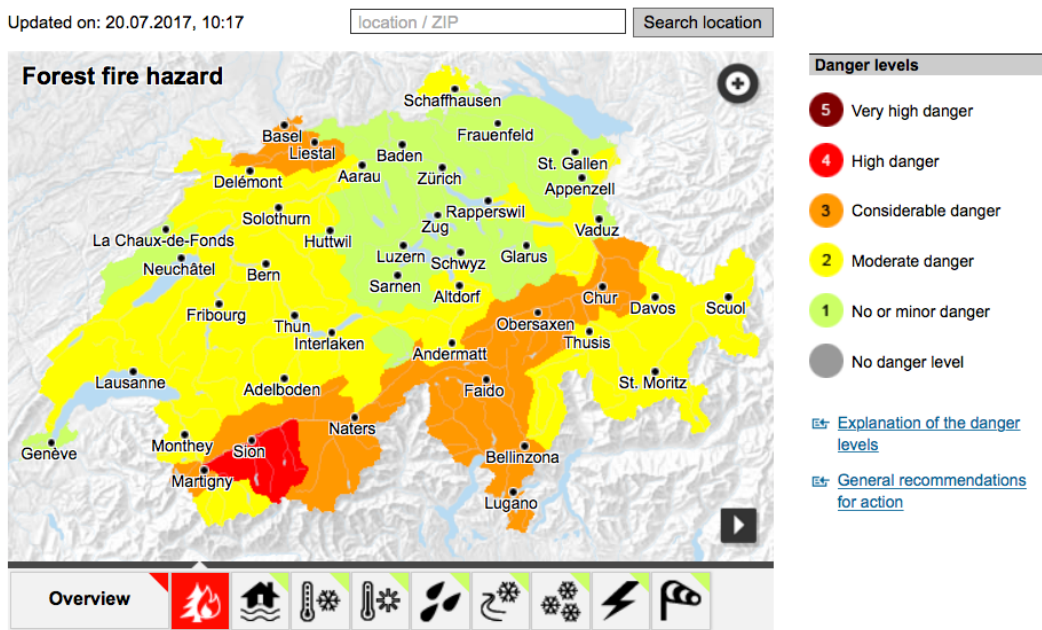 Updated on: 20.07.2017, 10:17
location / ZIP
Search location
Forest fire hazard
Schaffhausen
Basel
Liestal
Frauenfeld
Baden
St. Gallen
Delémont
Aarau
Zürich
Appenzell
Solothurn
Rapperswil
La Chaux-de-Fonds
Huttwil
Zug
Vaduz
Neuchâtel
Bern
Luzern
Schwyz
Glarus
Sarnen
Altdorf
Chur
Davos
Scuol
Fribourg
Thun
Obersaxen
Interlaken
Andermatt
Thusis
Lausanne
Adelboden
Faido
St. Moritz
Naters
Genève
Monthey
Sion
Bellinzona
Martigny
Lugano
Overview
Danger levels
5 Very high danger
4 High danger
3 Considerable danger
2 Moderate danger
1 No or minor danger
No danger level
Explanation of the danger
levels
General recommendations
for action